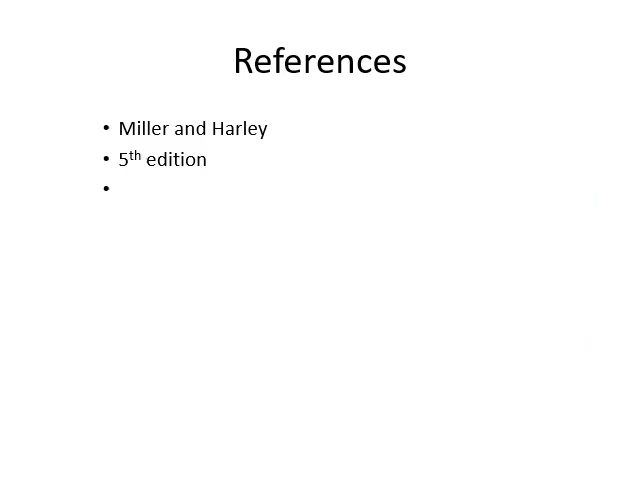 References
• Miller and Harley
• 5th edition
•